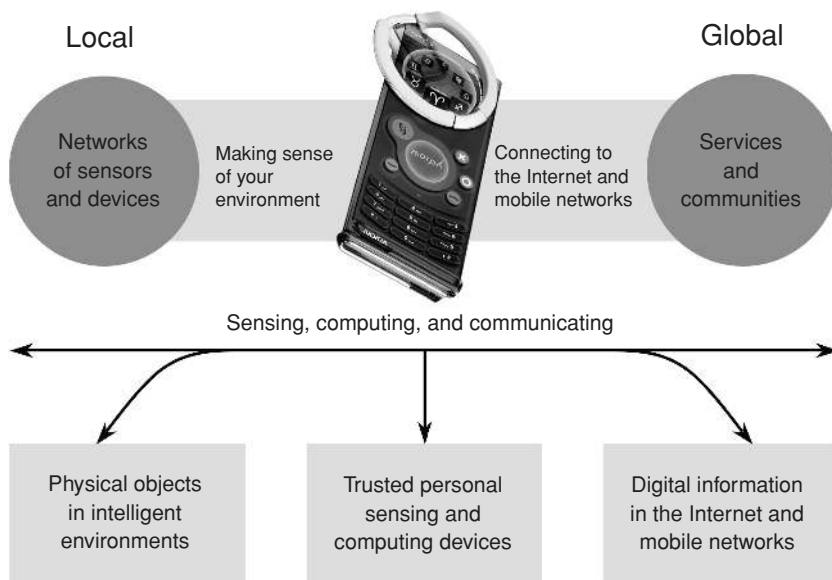 Local
Global
Networks
of sensors
and devices
Making sense
of your
environment
morph
NOKIA
Connecting to
the Internet and
mobile networks
Services
and
communities
Sensing, computing, and communicating
Physical objects
in intelligent
environments
Trusted personal
sensing and
computing devices
Digital information
in the Internet and
mobile networks